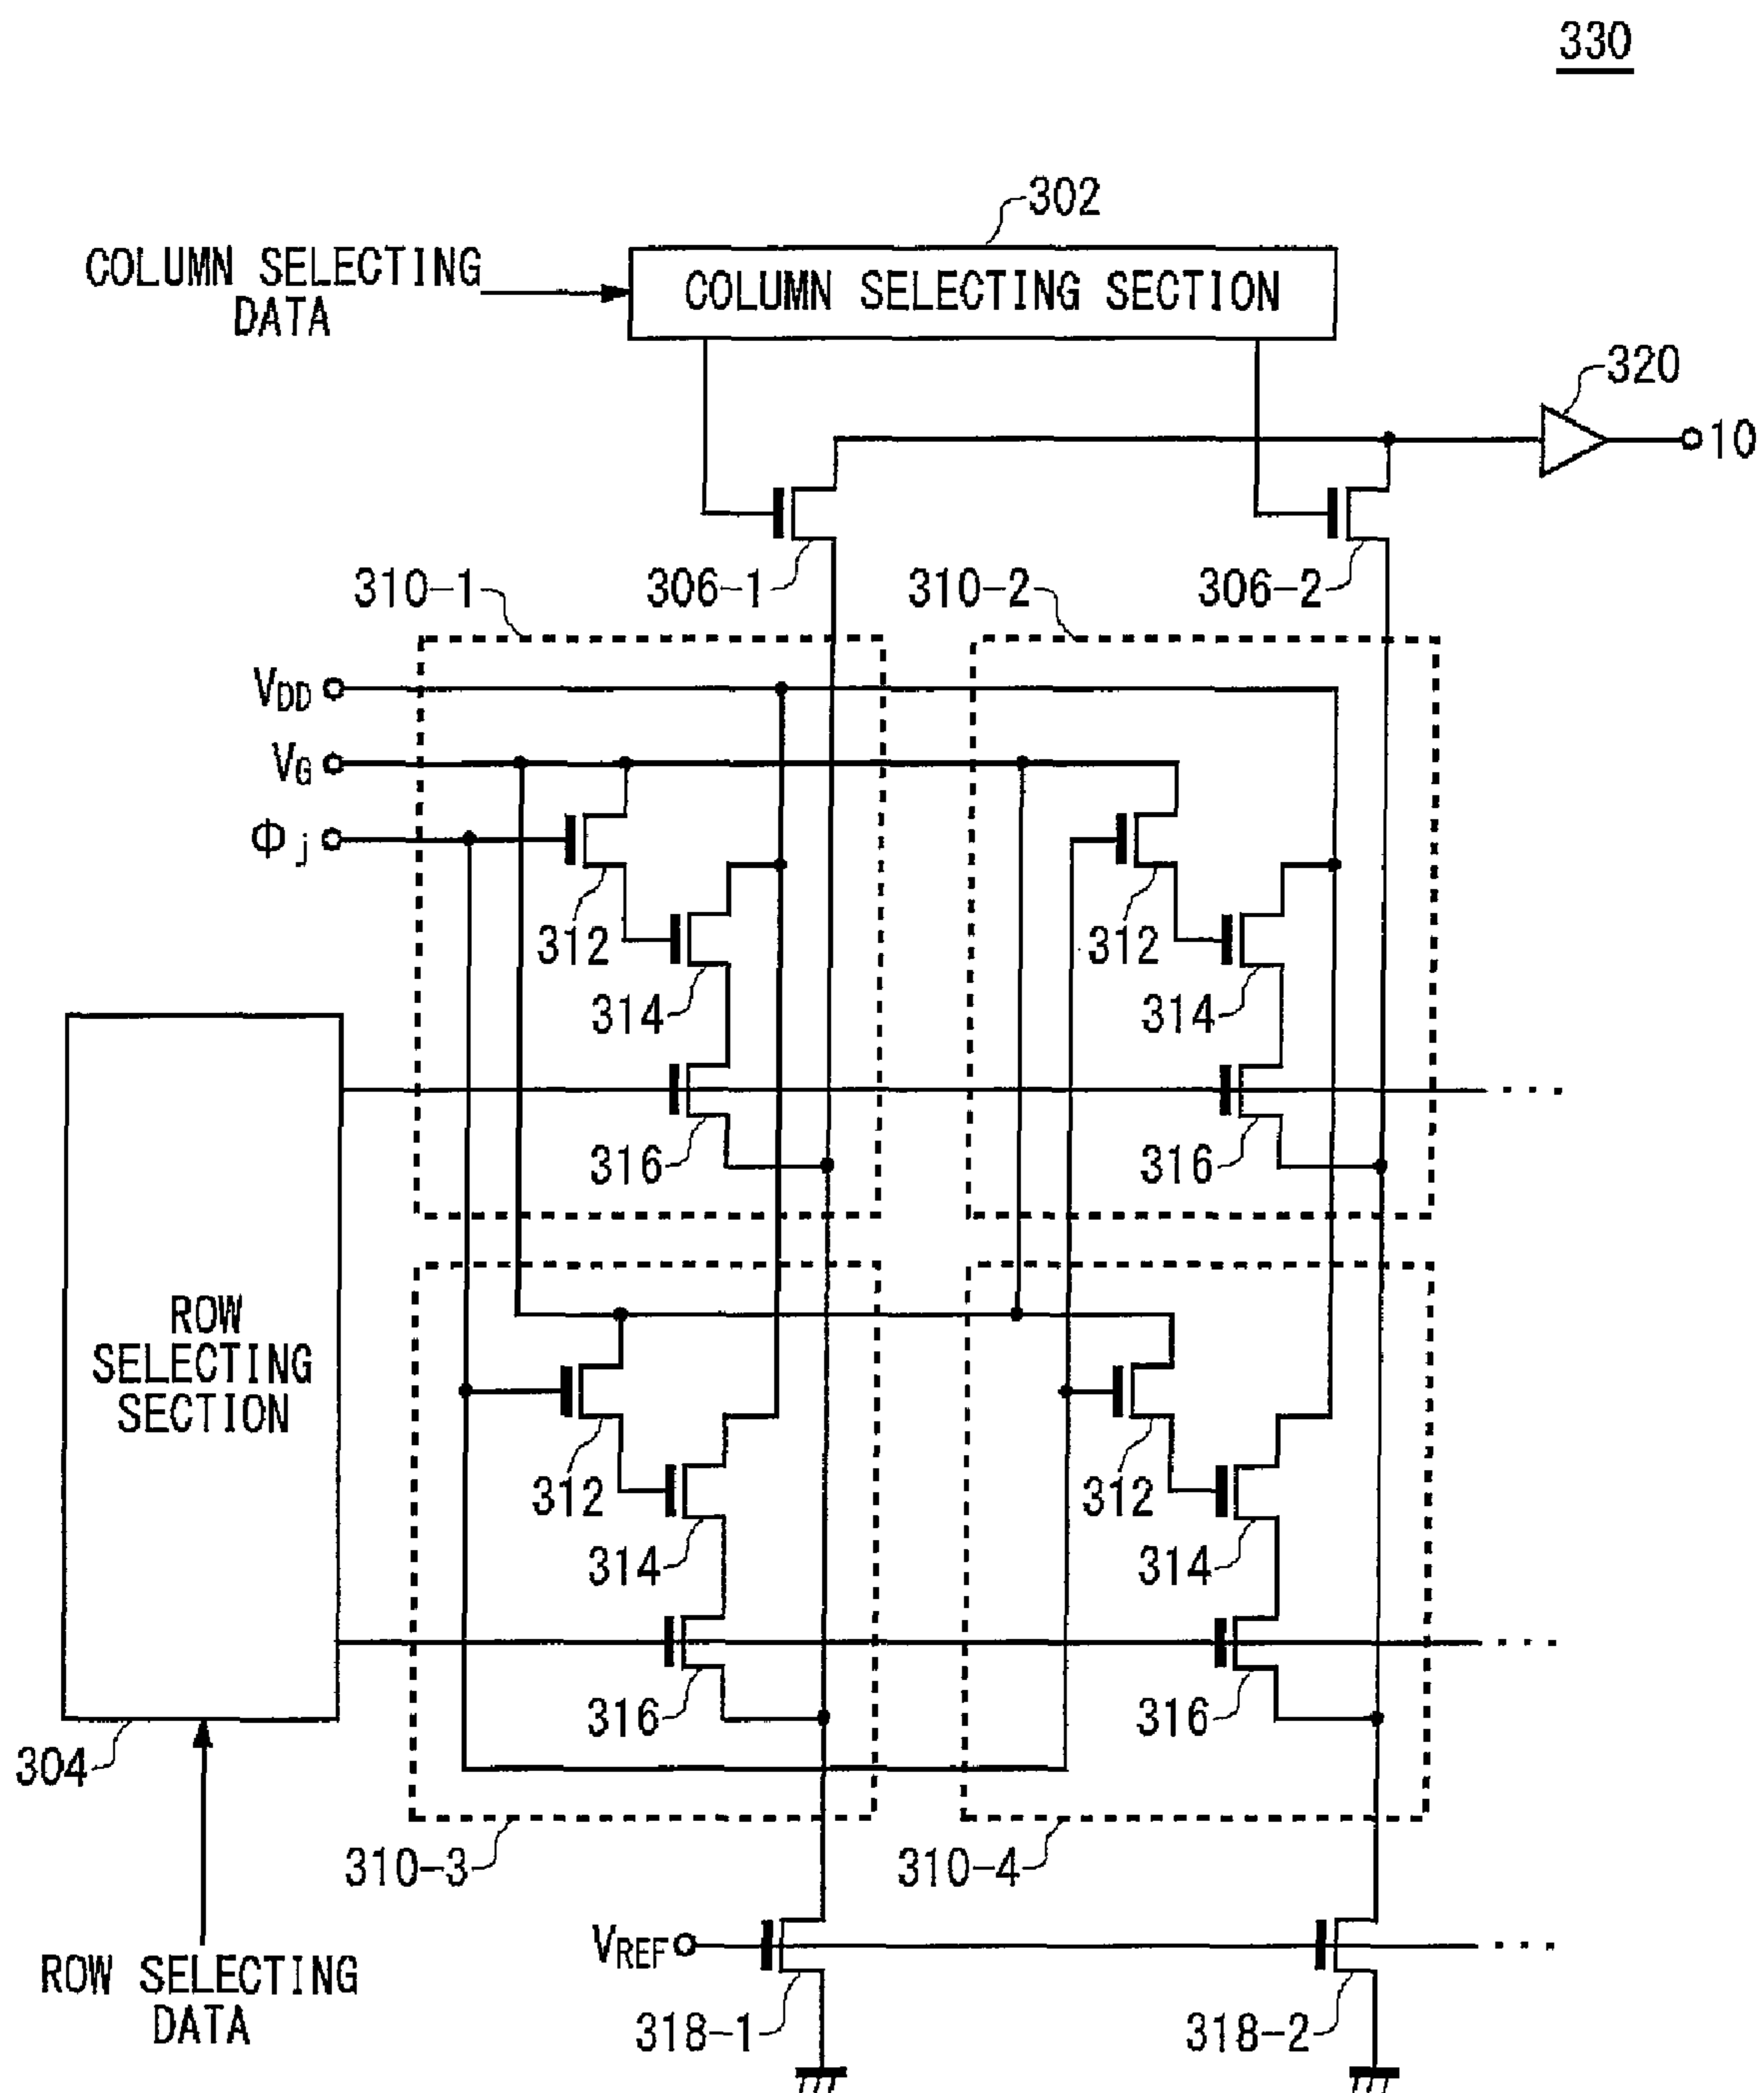 330
302
COLUMN SELECTING
DATA
COLUMN SELECTING SECTION
320
10
310-1
306-1
310-2
306-2
VDD
VG
Φj
312
312
314
314
316
316
...
ROW
SELECTING
SECTION
312
312
314
314
316
316
...
304
310-3
310-4
VREF
...
ROW SELECTING
DATA
318-1
318-2